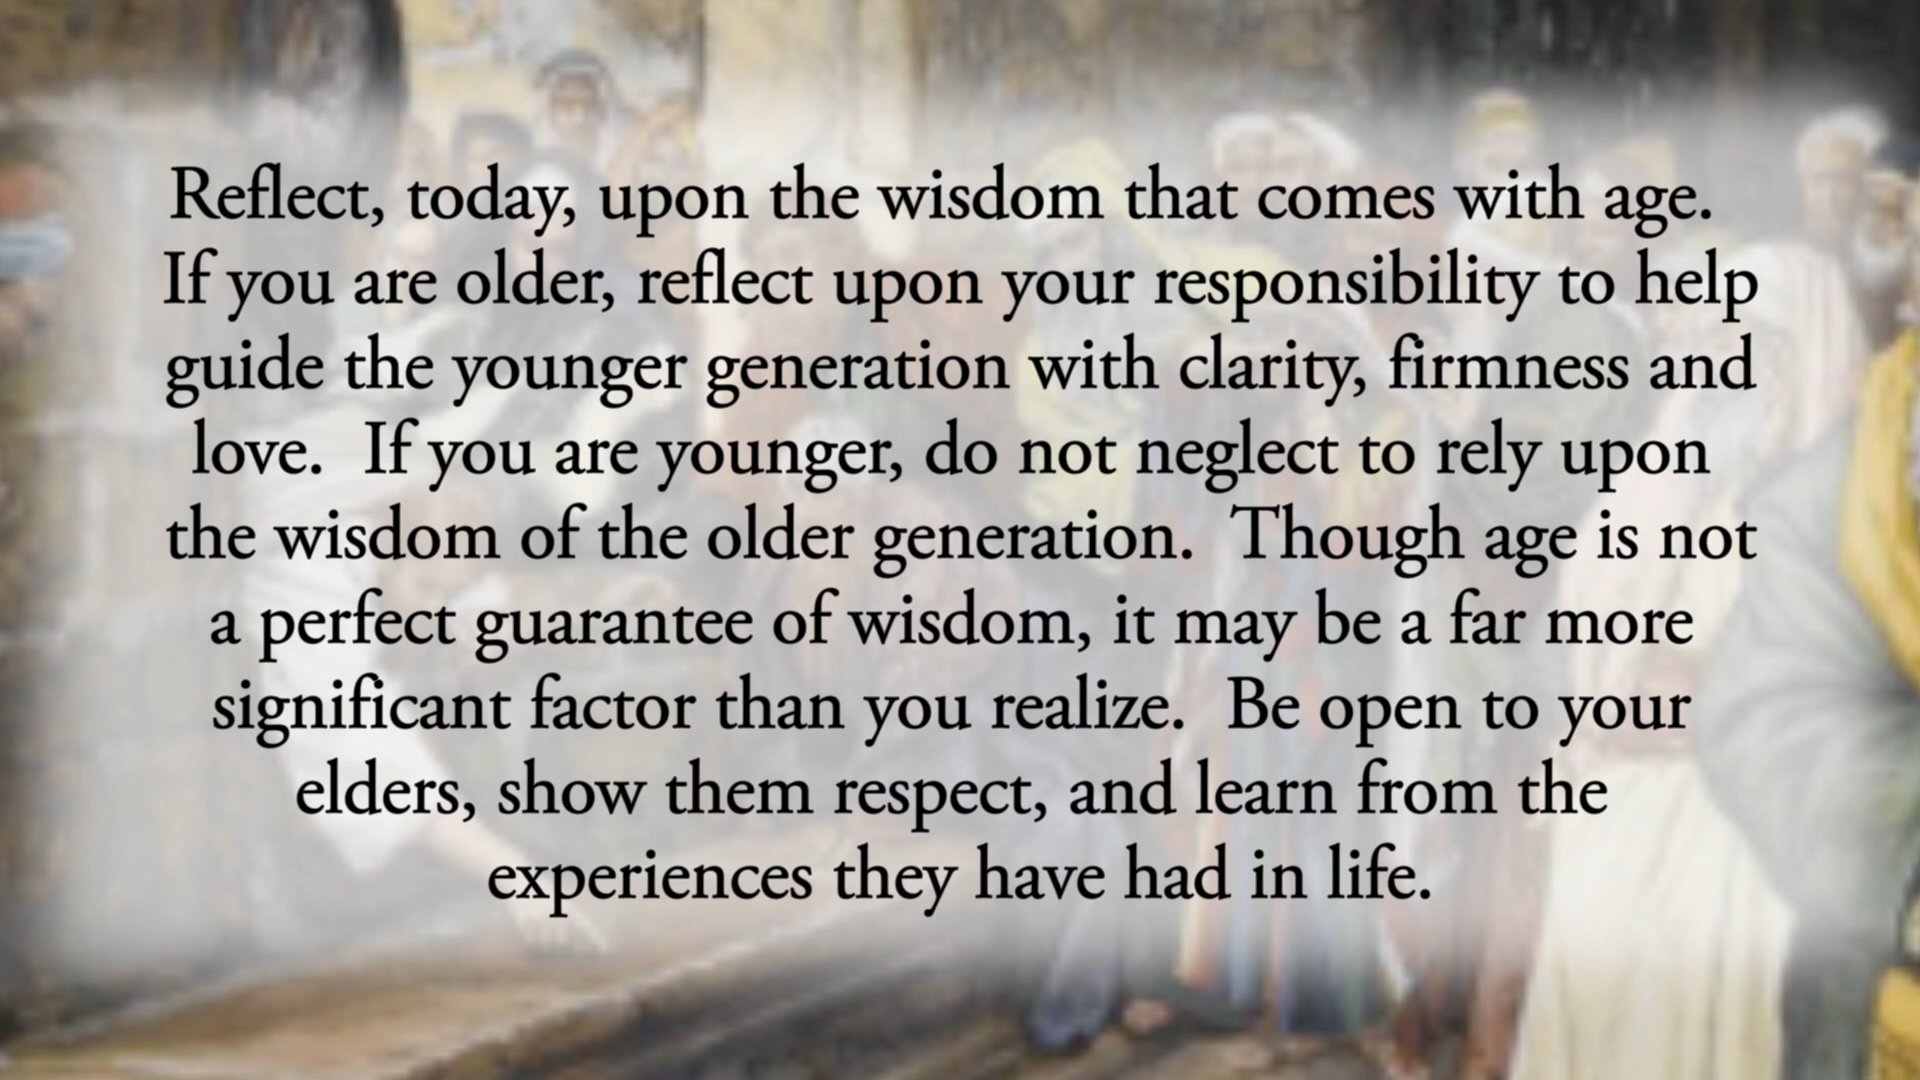 Reflect, today, upon the wisdom that comes with age.
If you are older, reflect upon your responsibility to help
guide the younger generation with clarity, firmness and
love.  If you are younger, do not neglect to rely upon
the wisdom of the older generation.  Though age is not
a perfect guarantee of wisdom, it may be a far more
significant factor than you realize.  Be open to your
elders, show them respect, and learn from the
experiences they have had in life.